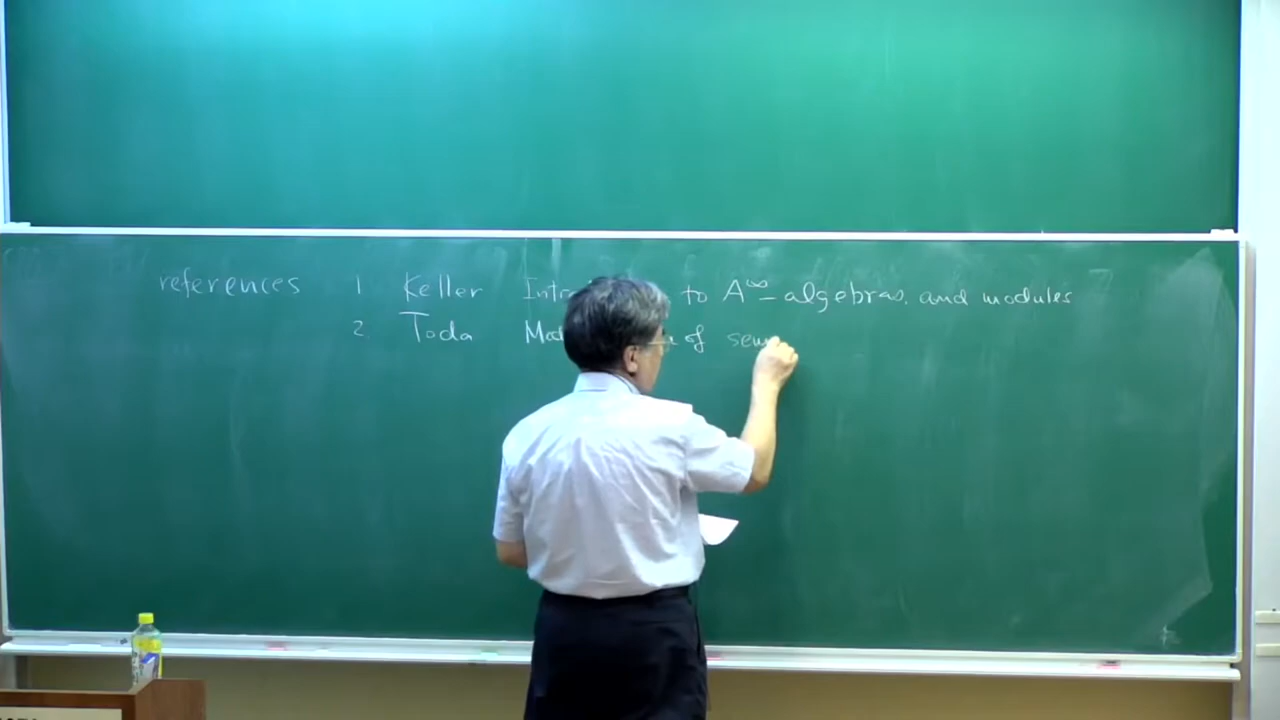 references 1. Keller to A^∞-algebras and modules
2. Toda of